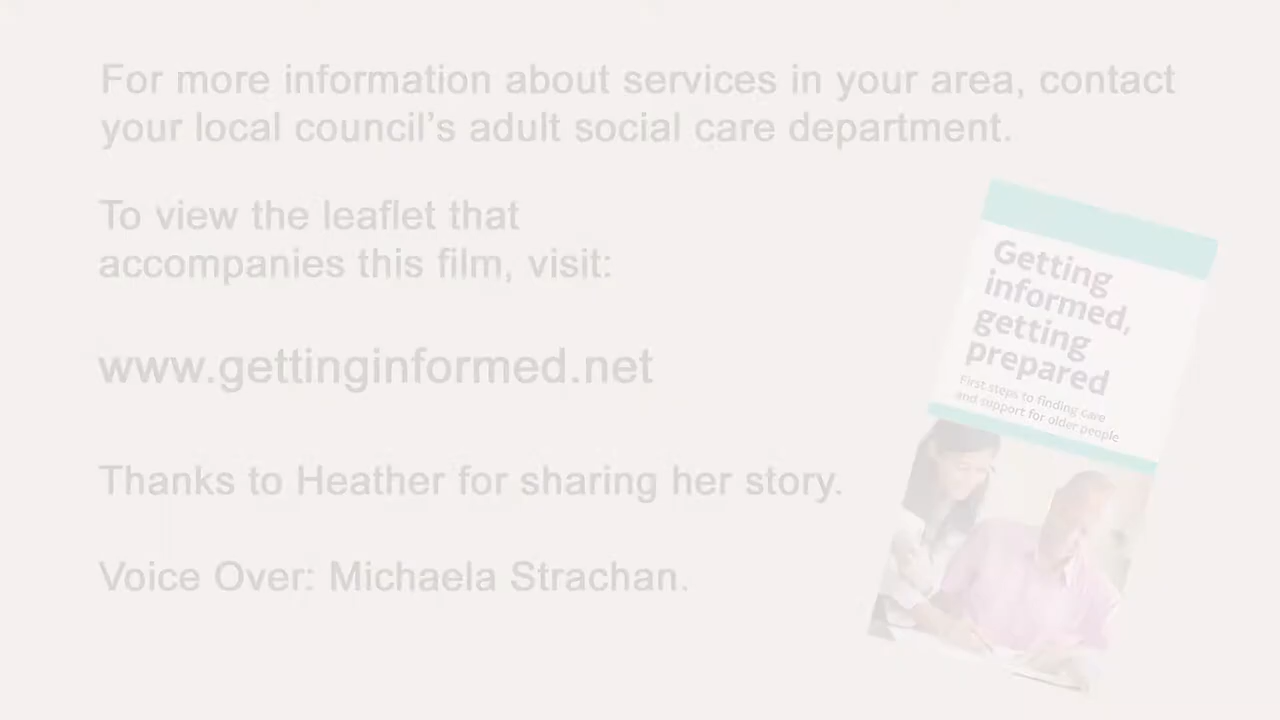 For more information about services in your area, contact
your local council’s adult social care department.
To view the leaflet that
accompanies this film, visit:
www.gettinginformed.net
Thanks to Heather for sharing her story.
Voice Over: Michaela Strachan.
Getting
informed,
getting
prepared
First steps to finding care
and support for older people